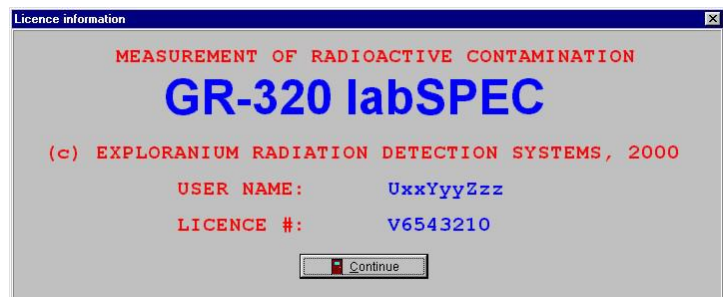 Licence information
MEASUREMENT OF RADIOACTIVE CONTAMINATION
GR-320 labSPEC
(c) EXPLORANIUM RADIATION DETECTION SYSTEMS, 2000
USER NAME: UxxYyyZzz
LICENCE #: V6543210
Continue